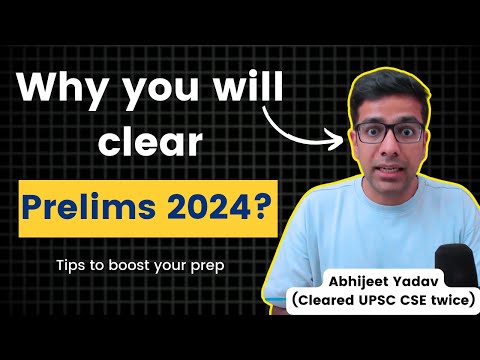 Why you will
clear
Prelims 2024?
Tips to boost your prep
Abhijeet Yadav
(Cleared UPSC CSE twice)